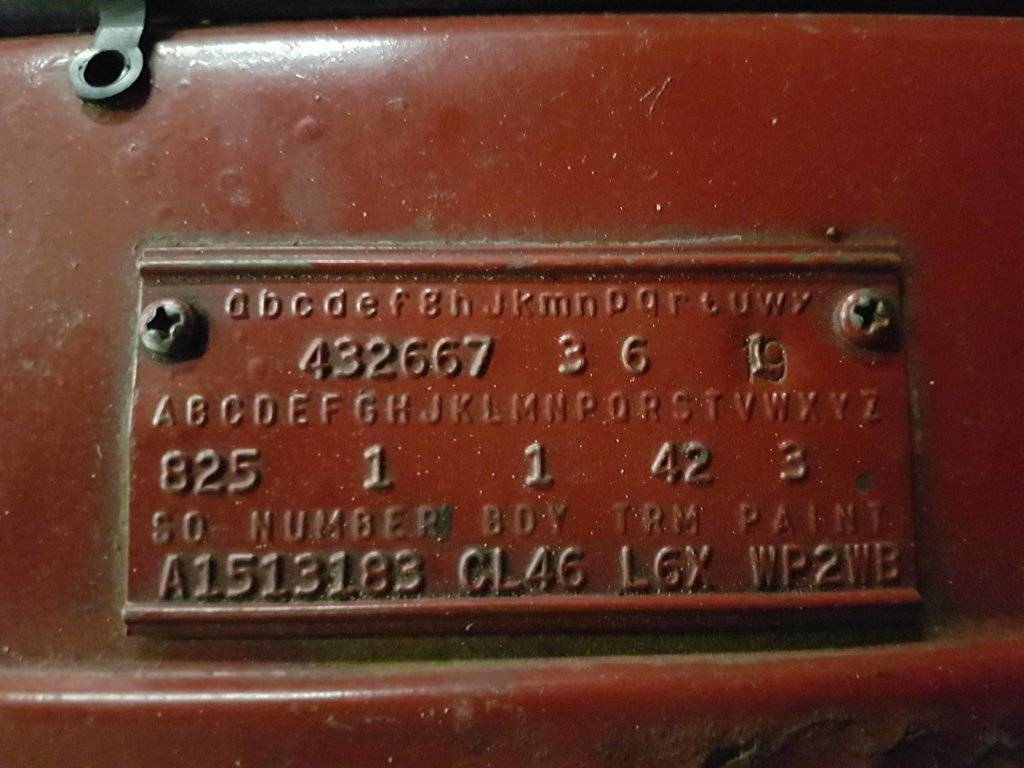 abcdefghJkmnpqrtuwy
432667 3 6 19
ABCDEFGHJKLMNPQRSTVWXYZ
825 1 1 42 3
SO NUMBER BDY TRM PAINT
A1513183 CL46 L6X WP2WB